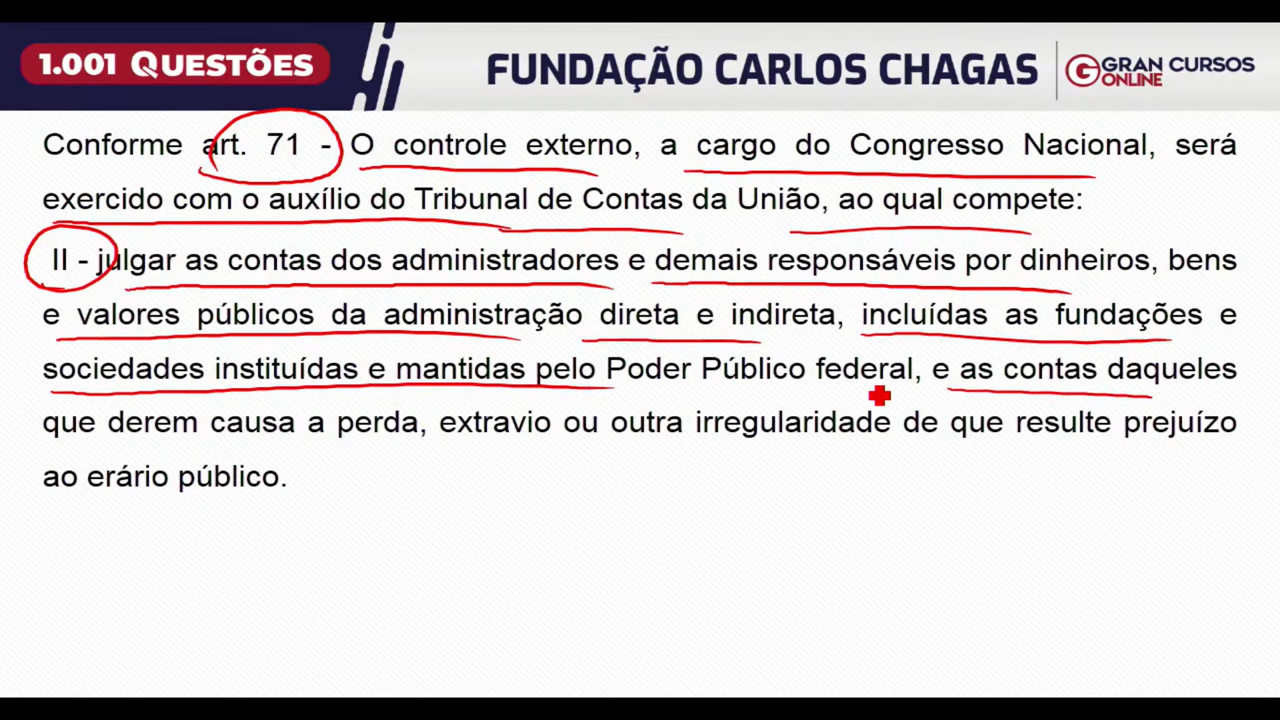 1.001 QUESTÕES
FUNDAÇÃO CARLOS CHAGAS
GRAN CURSOS
ONLINE
Conforme art. 71 - O controle externo, a cargo do Congresso Nacional, será
exercido com o auxílio do Tribunal de Contas da União, ao qual compete:
II - julgar as contas dos administradores e demais responsáveis por dinheiros, bens
e valores públicos da administração direta e indireta, incluídas as fundações e
sociedades instituídas e mantidas pelo Poder Público federal, e as contas daqueles
que derem causa a perda, extravio ou outra irregularidade de que resulte prejuízo
ao erário público.